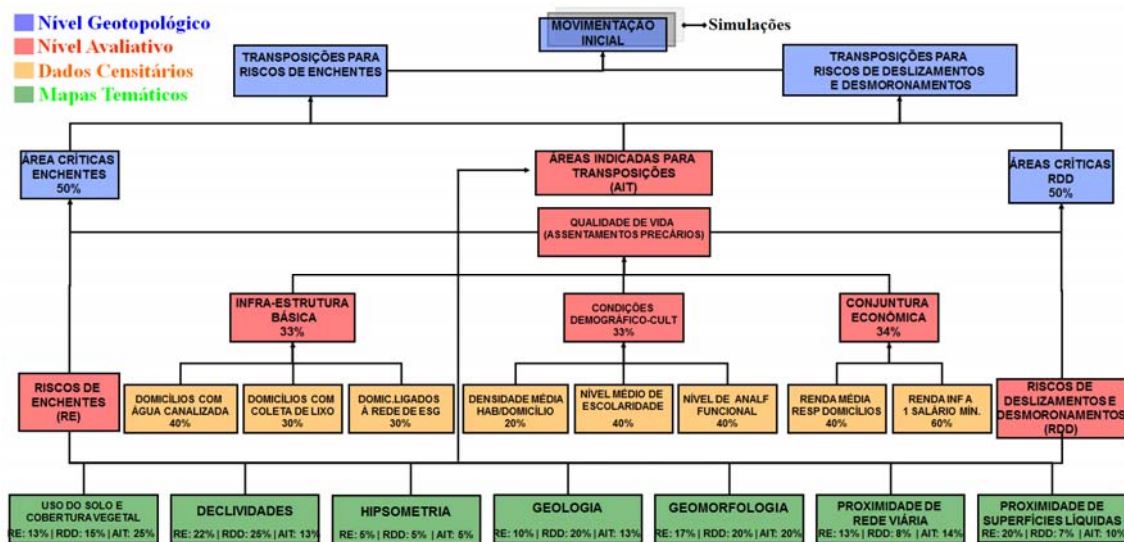 Nível Geotopológico
Nível Avaliativo
Dados Censitários
Mapas Temáticos
MOVIMENTAÇÃO
INICIAL
Simulações
TRANSPOSIÇÕES PARA
RISCOS DE ENCHENTES
TRANSPOSIÇÕES PARA
RISCOS DE DESLIZAMENTOS
E DESMORONAMENTOS
ÁREA CRÍTICAS
ENCHENTES
50%
ÁREAS INDICADAS PARA
TRANSPOSIÇÕES
(AIT)
ÁREAS CRÍTICAS
RDD
50%
QUALIDADE DE VIDA
(ASSENTAMENTOS PRECÁRIOS)
INFRA-ESTRUTURA
BÁSICA
33%
CONDIÇÕES
DEMOGRÁFICO-CULT
33%
CONJUNTURA
ECONÔMICA
34%
RISCOS DE
ENCHENTES
(RE)
DOMICÍLIOS COM
ÁGUA CANALIZADA
40%
DOMICÍLIOS COM
COLETA DE LIXO
30%
DOMIC.LIGADOS
À REDE DE ESG
30%
DENSIDADE MÉDIA
HAB/DOMICÍLIO
20%
NÍVEL MÉDIO DE
ESCOLARIDADE
40%
NÍVEL DE ANALF
FUNCIONAL
40%
RENDA MÉDIA
RESP DOMICÍLIOS
40%
RENDA INF A
1 SALÁRIO MÍN.
60%
RISCOS DE
DESLIZAMENTOS E
DESMORONAMENTOS
(RDD)
USO DO SOLO E
COBERTURA VEGETAL
RE: 13% | RDD: 15% | AIT: 25%
DECLIVIDADES
RE: 22% | RDD: 25% | AIT: 13%
HIPSOMETRIA
RE: 5% | RDD: 5% | AIT: 5%
GEOLOGIA
RE: 10% | RDD: 20% | AIT: 13%
GEOMORFOLOGIA
RE: 17% | RDD: 20% | AIT: 20%
PROXIMIDADE DE
REDE VIÁRIA
RE: 13% | RDD: 8% | AIT: 14%
PROXIMIDADE DE
SUPERFÍCIES LÍQUIDAS
RE: 20% | RDD: 7% | AIT: 10%